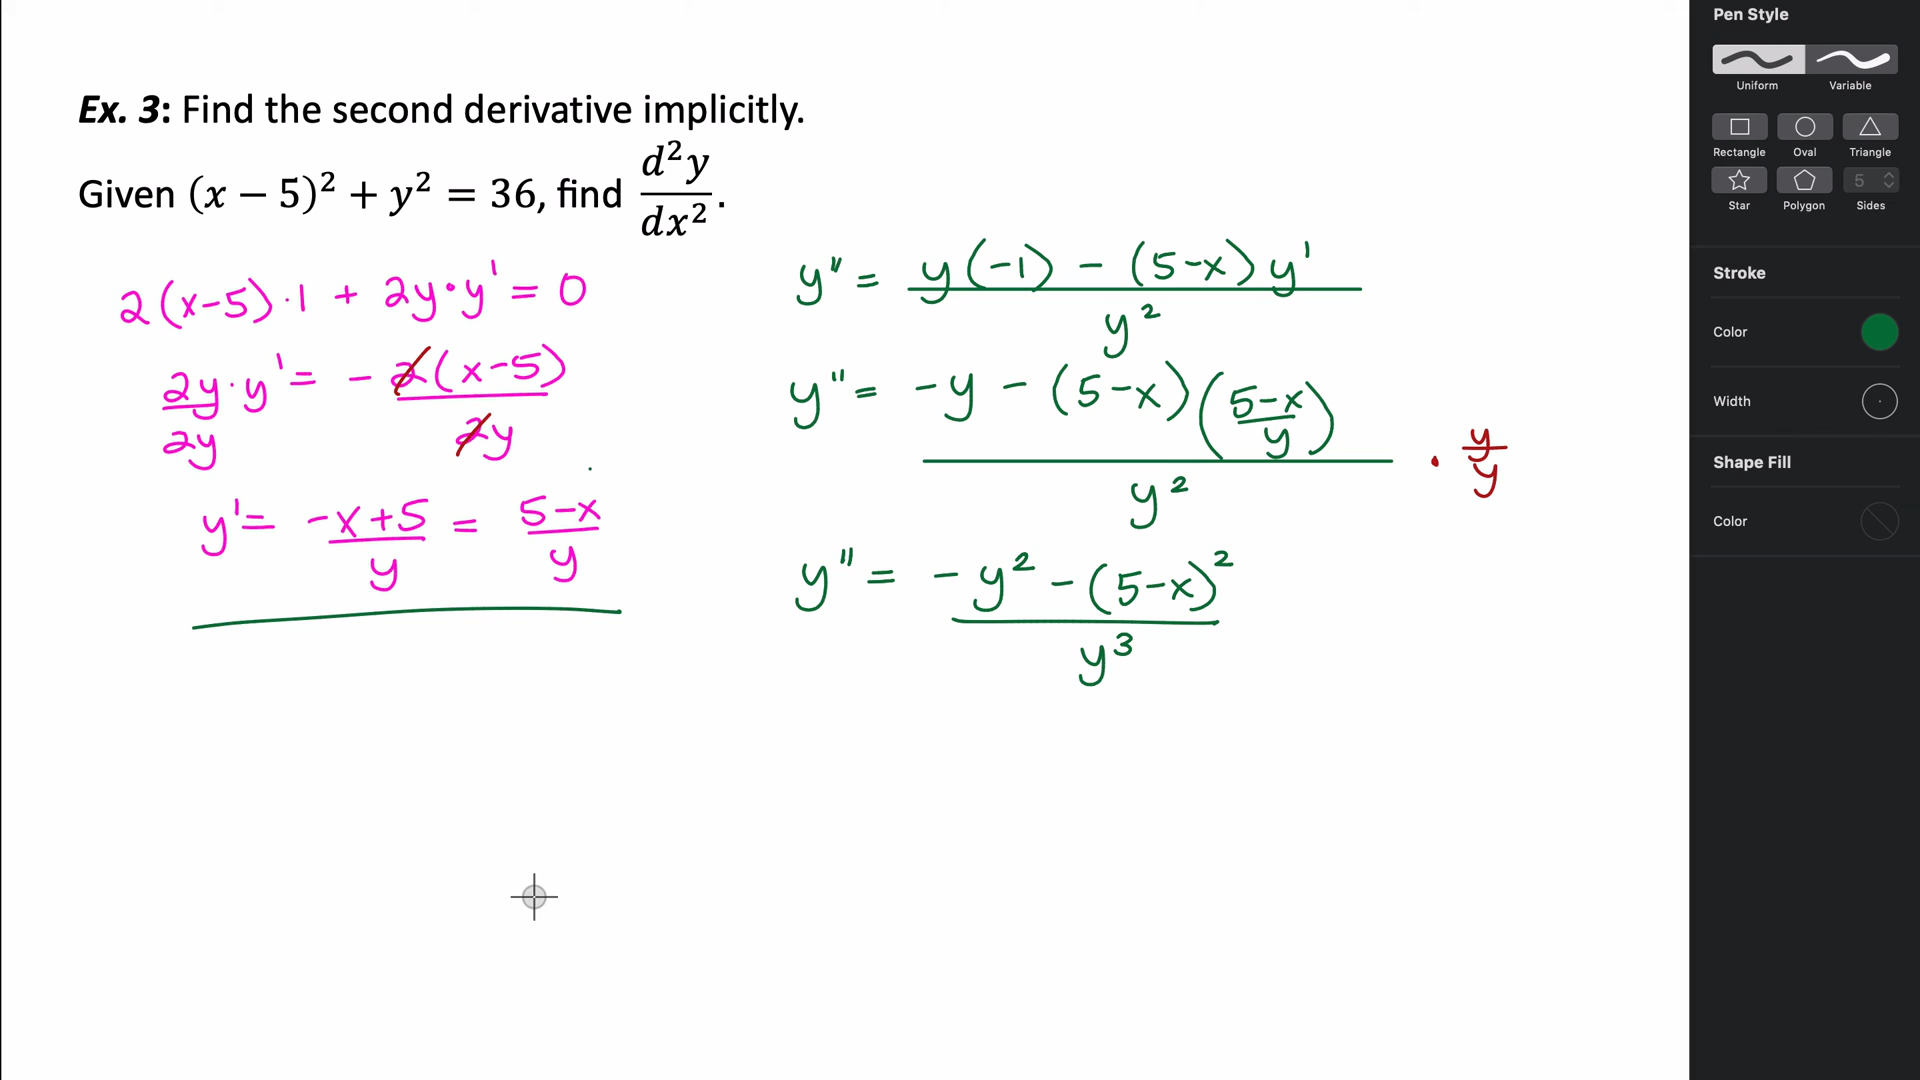 Ex. 3: Find the second derivative implicitly.
Given (x − 5)² + y² = 36, find d²y/dx².
2(x−5)·1 + 2y·y' = 0
2y·y'/2y = −2(x−5)/2y
y' = −x+5/y = 5−x/y
y'' = y(−1) − (5−x)y'/y²
y'' = −y − (5−x)(5−x/y)/y² · y/y
y'' = −y² − (5−x)²/y³
Pen Style
Uniform Variable
Rectangle Oval Triangle
5
Star Polygon Sides
Stroke
Color
Width
Shape Fill
Color